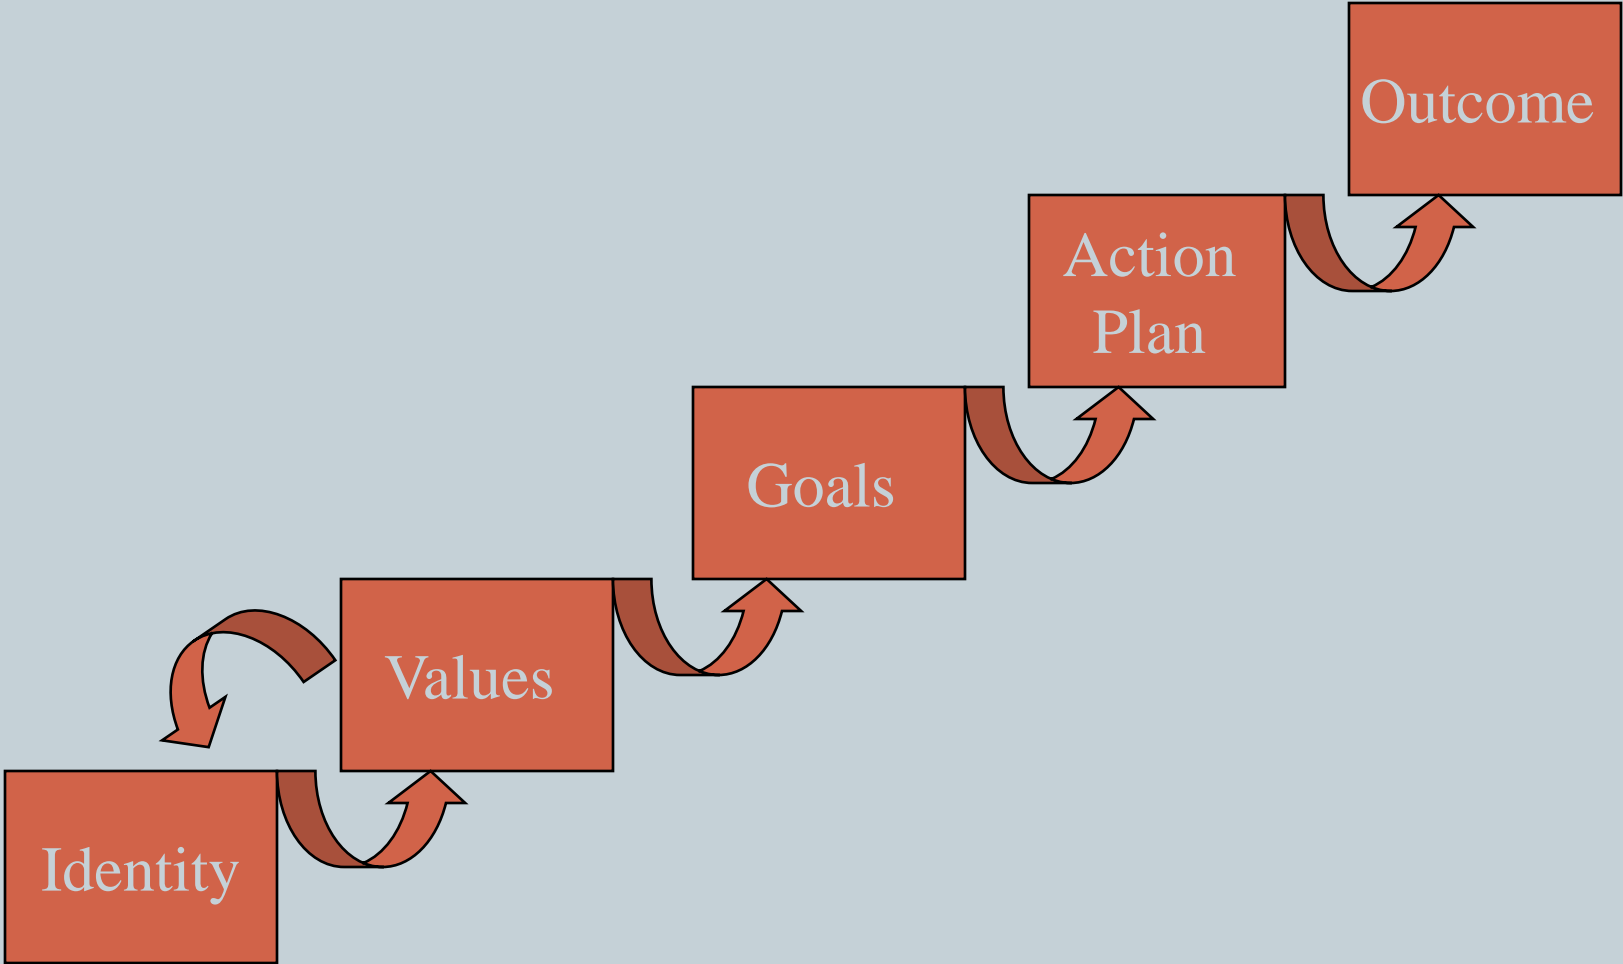 Outcome
Action
Plan
Goals
Values
Identity